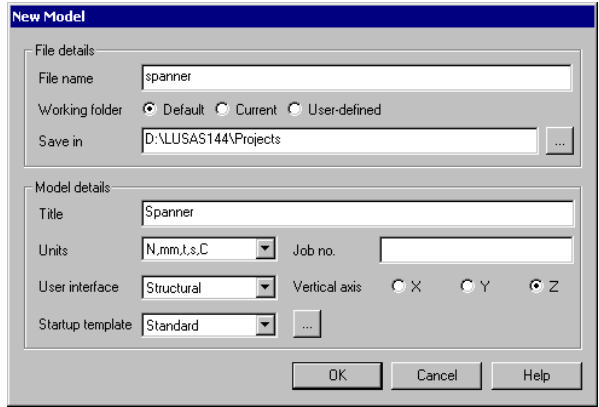 New Model
File details
File name spanner
Working folder Default Current User-defined
Save in D:\LUSAS144\Projects ...
Model details
Title Spanner
Units N,mm,t,s,C Job no.
User interface Structural Vertical axis X Y Z
Startup template Standard ...
OK Cancel Help